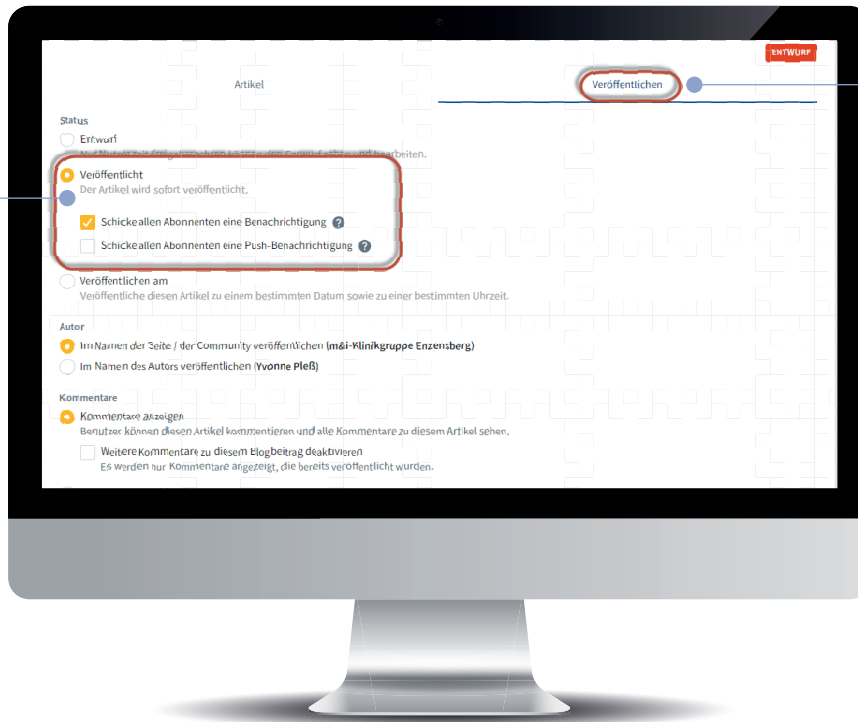 ENTWURF
Artikel
Veröffentlichen
Status
Entwurf
Veröffentlicht
Der Artikel wird sofort veröffentlicht.
Schicke allen Abonnenten eine Benachrichtigung
Schicke allen Abonnenten eine Push-Benachrichtigung
Veröffentlichen am
Veröffentliche diesen Artikel zu einem bestimmten Datum sowie zu einer bestimmten Uhrzeit.
Autor
Im Namen der Seite / der Community veröffentlichen (m&i-Klinikgruppe Enzensberg)
Im Namen des Autors veröffentlichen (Yvonne Pleß)
Kommentare
Kommentare anzeigen
Benutzer können diesen Artikel kommentieren und alle Kommentare zu diesem Artikel sehen.
Weitere Kommentare zu diesem Blogbeitrag deaktivieren
Es werden nur Kommentare angezeigt, die bereits veröffentlicht wurden.